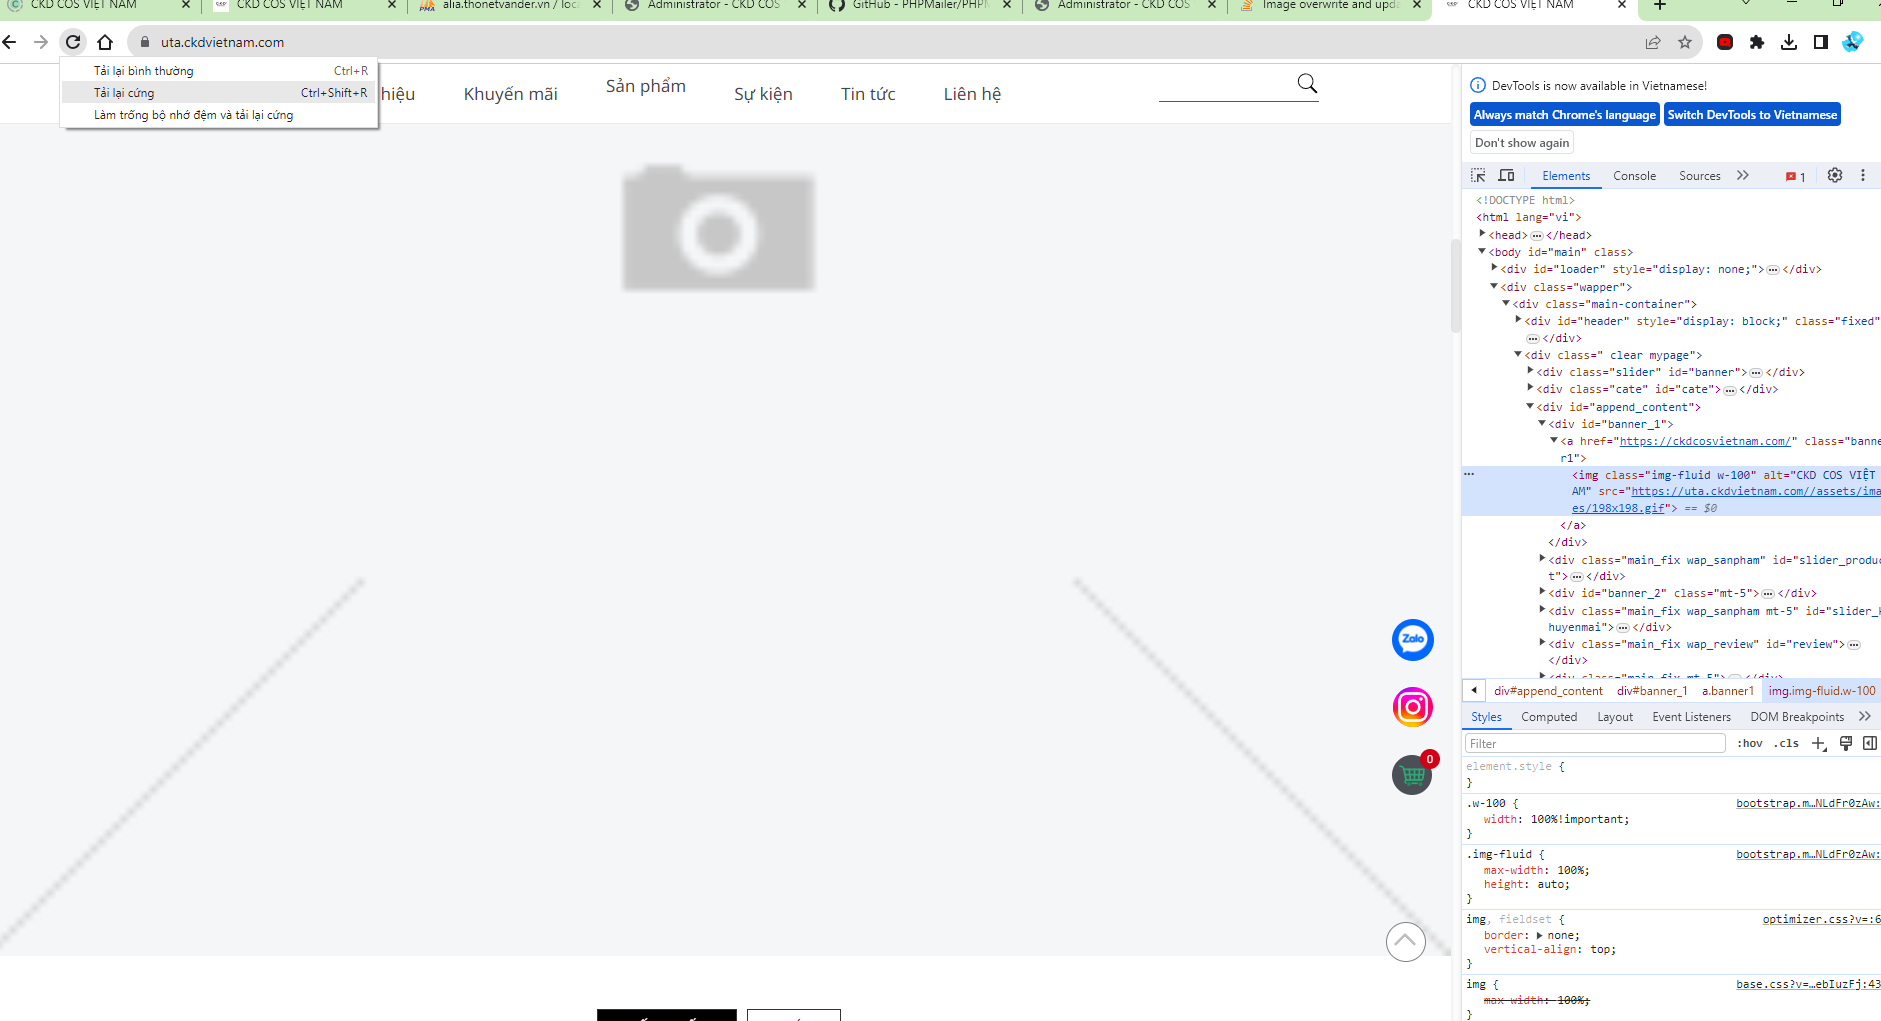 CKD COS VIỆT NAM
CKD COS VIỆT NAM
alia.thonetvander.vn / loca
Administrator - CKD COS
GitHub - PHPMailer/PHPM
Administrator - CKD COS
Image overwrite and upda
CKD COS VIỆT NAM
uta.ckdvietnam.com
Tải lại bình thường Ctrl+R
Tải lại cứng Ctrl+Shift+R
Làm trống bộ nhớ đệm và tải lại cứng
hiệu Khuyến mãi Sản phẩm Sự kiện Tin tức Liên hệ
Zalo
0
DevTools is now available in Vietnamese!
Always match Chrome's language Switch DevTools to Vietnamese
Don't show again
Elements Console Sources 1
<!DOCTYPE html>
<html lang="vi">
<head>…</head>
<body id="main" class>
<div id="loader" style="display: none;">…</div>
<div class="wapper">
<div class="main-container">
<div id="header" style="display: block;" class="fixed"
…</div>
<div class=" clear mypage">
<div class="slider" id="banner">…</div>
<div class="cate" id="cate">…</div>
<div id="append_content">
<div id="banner_1">
<a href="https://ckdcosvietnam.com/" class="banne
r1">
<img class="img-fluid w-100" alt="CKD COS VIỆT
AM" src="https://uta.ckdvietnam.com//assets/ima
es/198x198.gif"> == $0
</a>
</div>
<div class="main_fix wap_sanpham" id="slider_produc
t">…</div>
<div id="banner_2" class="mt-5">…</div>
<div class="main_fix wap_sanpham mt-5" id="slider_k
huyenmai">…</div>
<div class="main_fix wap_review" id="review">…
</div>
<div class="main_fix mt-5">…</div>
div#append_content div#banner_1 a.banner1 img.img-fluid.w-100
Styles Computed Layout Event Listeners DOM Breakpoints
Filter :hov .cls
element.style {
}
.w-100 { bootstrap.m…NLdFr0zAw:
width: 100%!important;
}
.img-fluid { bootstrap.m…NLdFr0zAw:
max-width: 100%;
height: auto;
}
img, fieldset { optimizer.css?v=:6
border: none;
vertical-align: top;
}
img { base.css?v=…ebIuzFj:43
max-width: 100%;
}